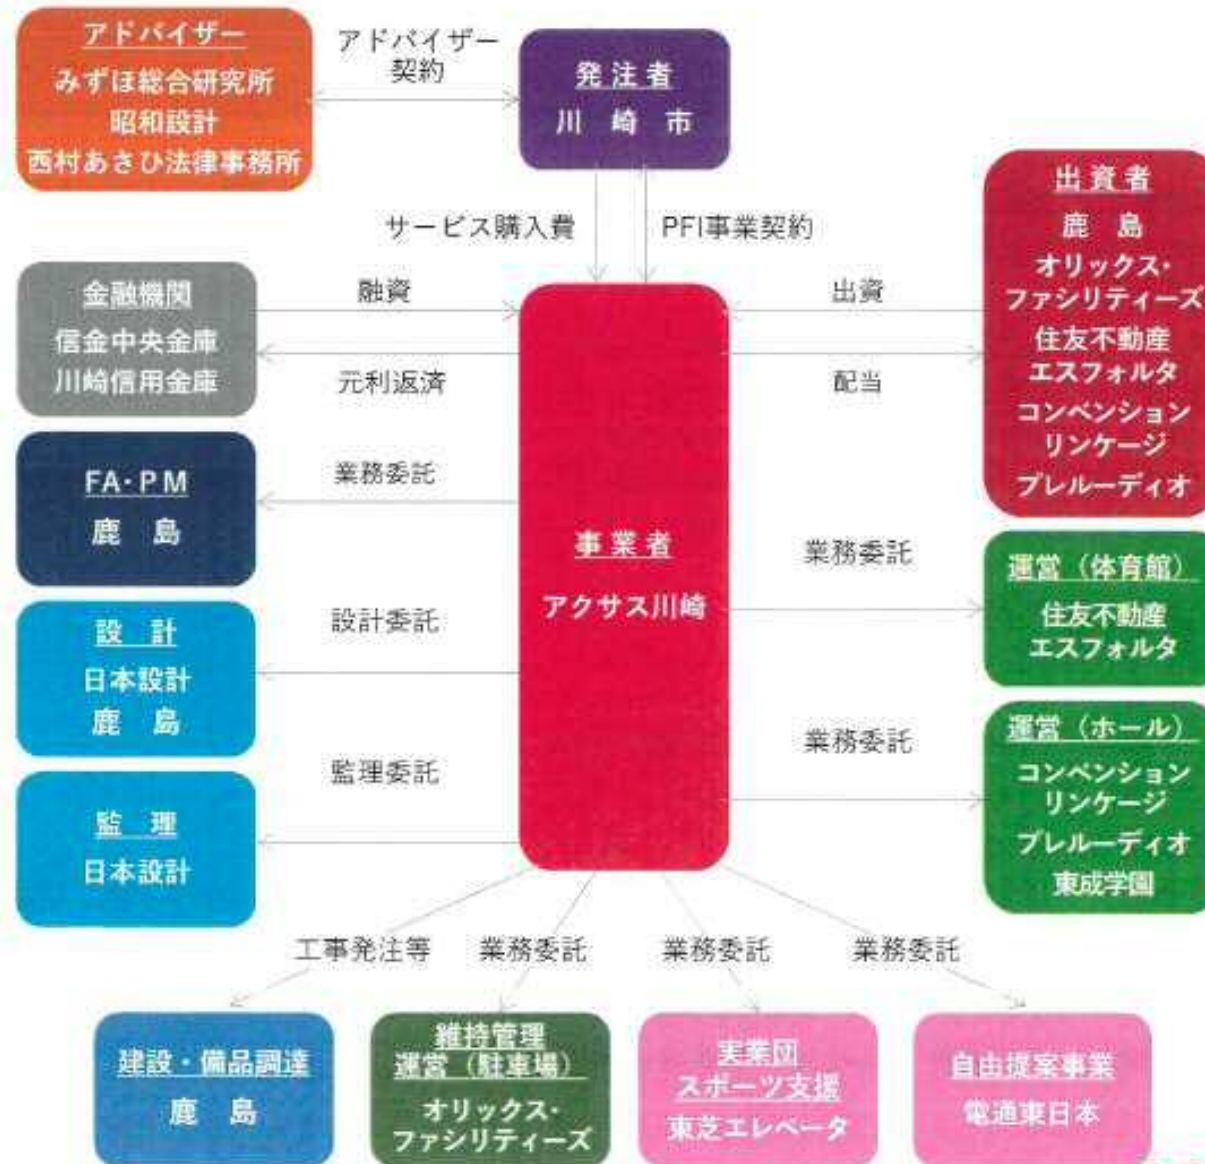 アドバイザー
みずほ総合研究所
昭和設計
西村あさひ法律事務所
アドバイザー
契約
発注者
川 崎 市
サービス購入費
PFI事業契約
出資者
鹿 島
オリックス・
ファシリティーズ
住友不動産
エスフォルタ
コンベンション
リンケージ
プレルーディオ
金融機関
信金中央金庫
川崎信用金庫
融資
元利返済
出資
配当
FA・PM
鹿 島
業務委託
事業者
アクサス川崎
業務委託
運営（体育館）
住友不動産
エスフォルタ
設 計
日本設計
鹿 島
設計委託
業務委託
運営（ホール）
コンベンション
リンケージ
プレルーディオ
東成学園
監 理
日本設計
監理委託
工事発注等
業務委託
業務委託
業務委託
建設・備品調達
鹿 島
維持管理
運営（駐車場）
オリックス・
ファシリティーズ
実業団
スポーツ支援
東芝エレベータ
自由提案事業
電通東日本